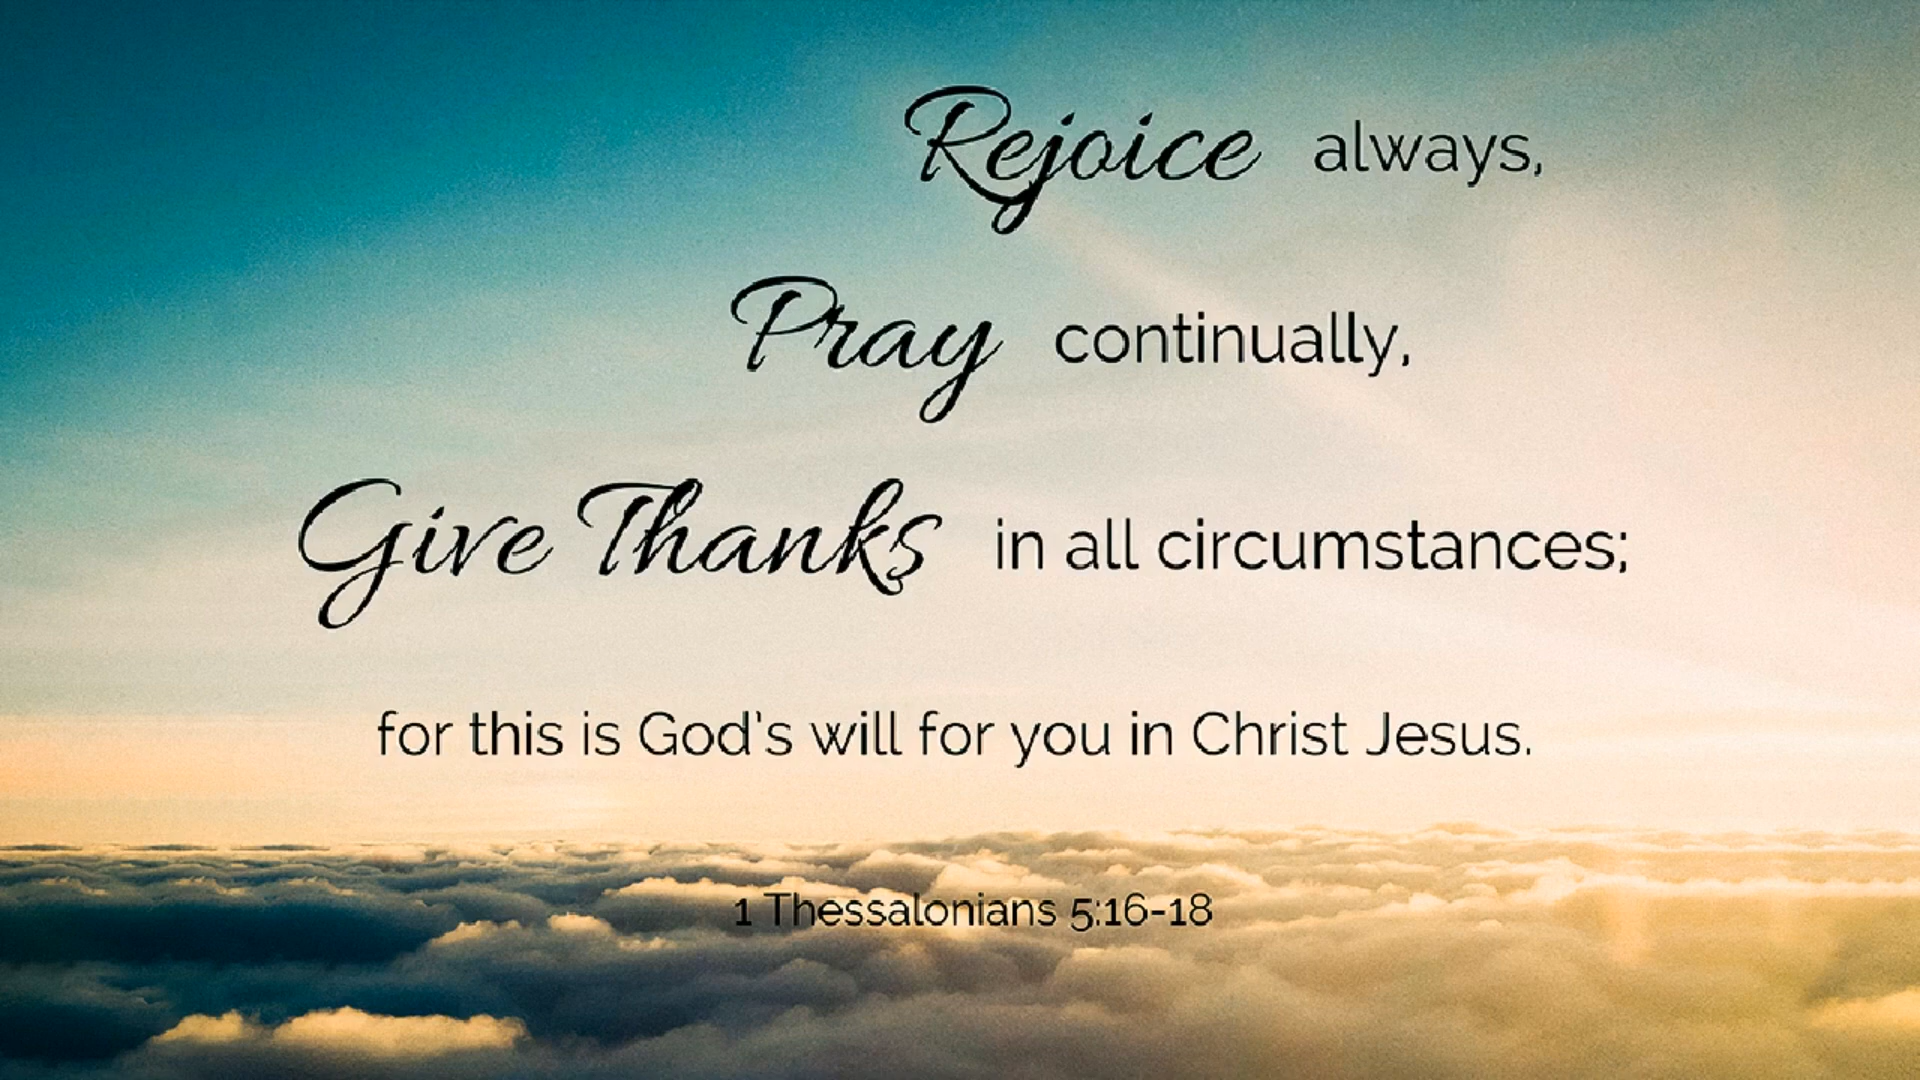 Rejoice always,
Pray continually,
Give Thanks in all circumstances;
for this is God's will for you in Christ Jesus.
1 Thessalonians 5:16-18